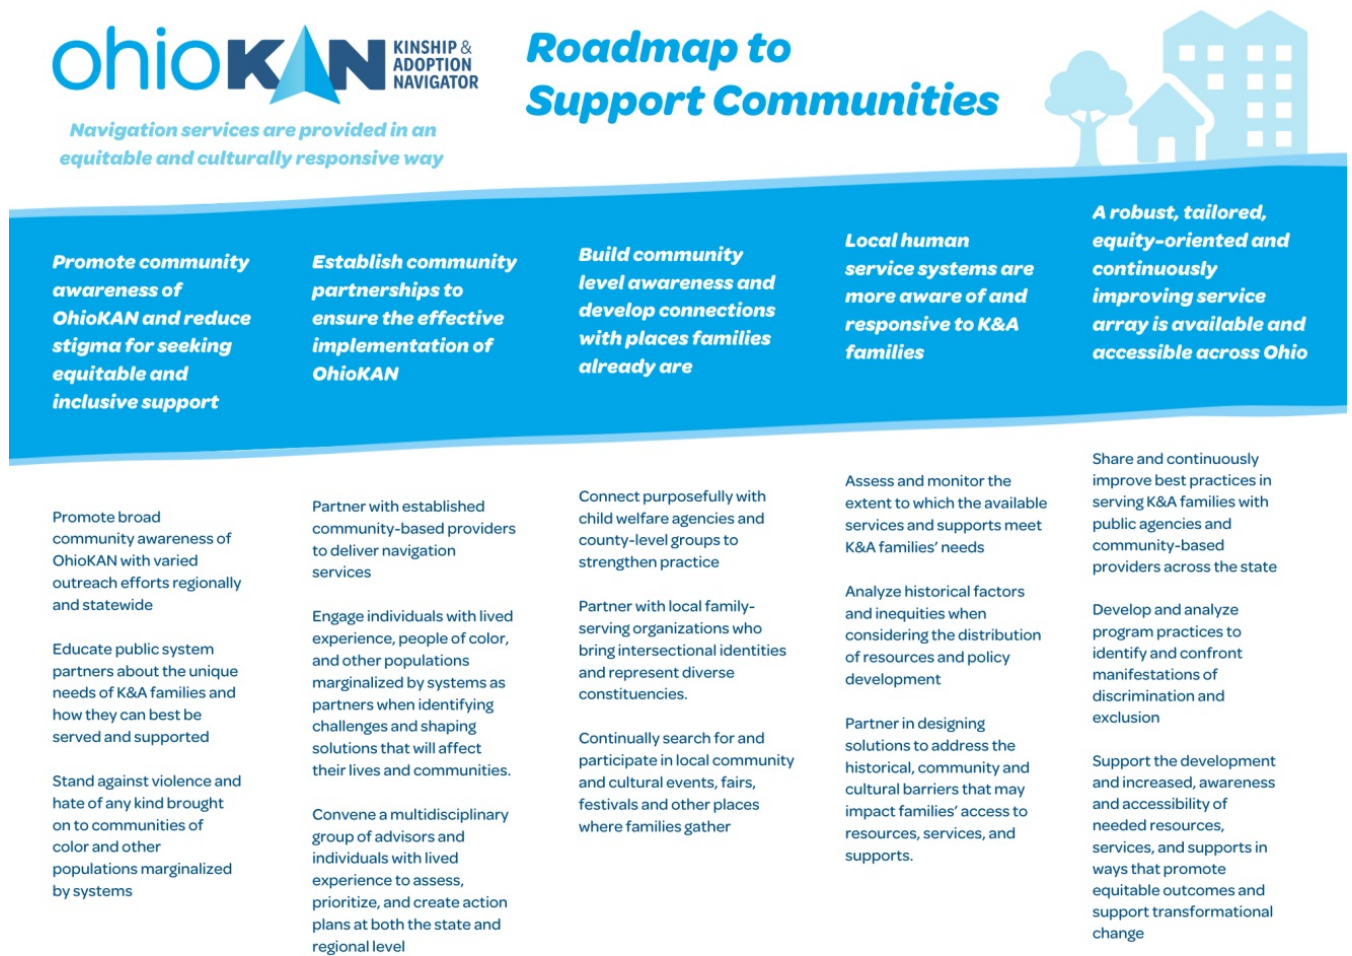 ohioKAN KINSHIP &
ADOPTION
NAVIGATOR
Navigation services are provided in an
equitable and culturally responsive way
Roadmap to
Support Communities
Promote community
awareness of
OhioKAN and reduce
stigma for seeking
equitable and
inclusive support
Establish community
partnerships to
ensure the effective
implementation of
OhioKAN
Build community
level awareness and
develop connections
with places families
already are
Local human
service systems are
more aware of and
responsive to K&A
families
A robust, tailored,
equity-oriented and
continuously
improving service
array is available and
accessible across Ohio
Promote broad
community awareness of
OhioKAN with varied
outreach efforts regionally
and statewide
Educate public system
partners about the unique
needs of K&A families and
how they can best be
served and supported
Stand against violence and
hate of any kind brought
on to communities of
color and other
populations marginalized
by systems
Partner with established
community-based providers
to deliver navigation
services
Engage individuals with lived
experience, people of color,
and other populations
marginalized by systems as
partners when identifying
challenges and shaping
solutions that will affect
their lives and communities.
Convene a multidisciplinary
group of advisors and
individuals with lived
experience to assess,
prioritize, and create action
plans at both the state and
regional level
Connect purposefully with
child welfare agencies and
county-level groups to
strengthen practice
Partner with local family-
serving organizations who
bring intersectional identities
and represent diverse
constituencies.
Continually search for and
participate in local community
and cultural events, fairs,
festivals and other places
where families gather
Assess and monitor the
extent to which the available
services and supports meet
K&A families' needs
Analyze historical factors
and inequities when
considering the distribution
of resources and policy
development
Partner in designing
solutions to address the
historical, community and
cultural barriers that may
impact families' access to
resources, services, and
supports.
Share and continuously
improve best practices in
serving K&A families with
public agencies and
community-based
providers across the state
Develop and analyze
program practices to
identify and confront
manifestations of
discrimination and
exclusion
Support the development
and increased, awareness
and accessibility of
needed resources,
services, and supports in
ways that promote
equitable outcomes and
support transformational
change